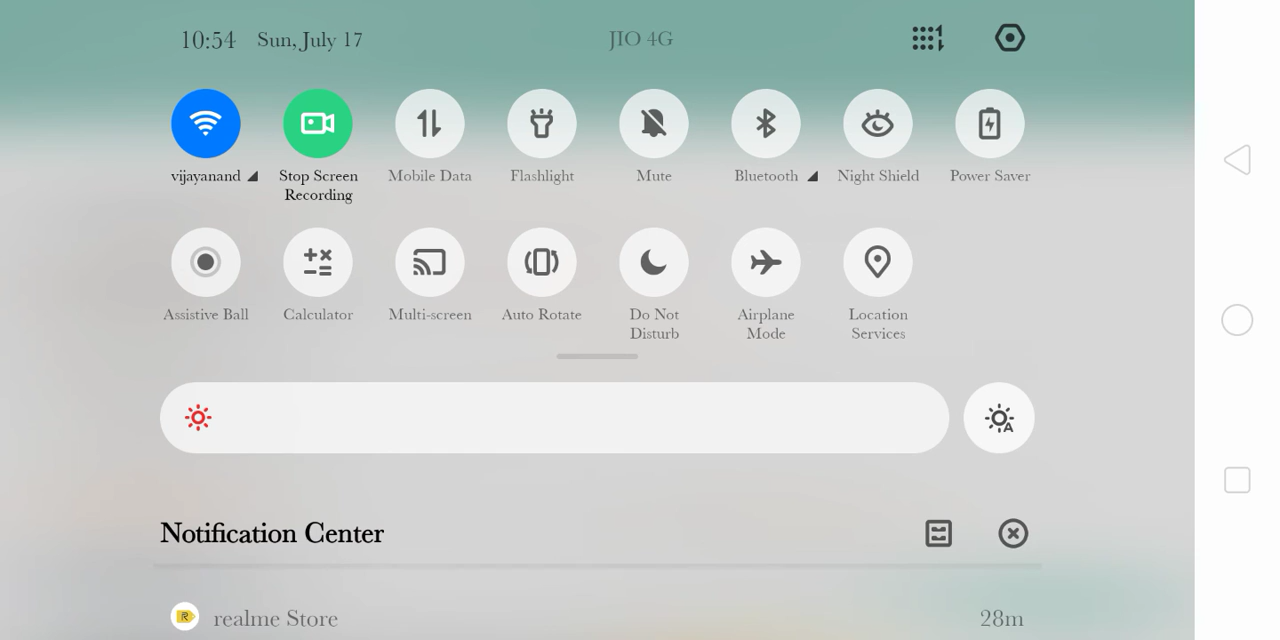 10:54 Sun, July 17 JIO 4G
vijayanand Stop Screen Recording Mobile Data Flashlight Mute Bluetooth Night Shield Power Saver
Assistive Ball Calculator Multi-screen Auto Rotate Do Not Disturb Airplane Mode Location Services
Notification Center
realme Store 28m